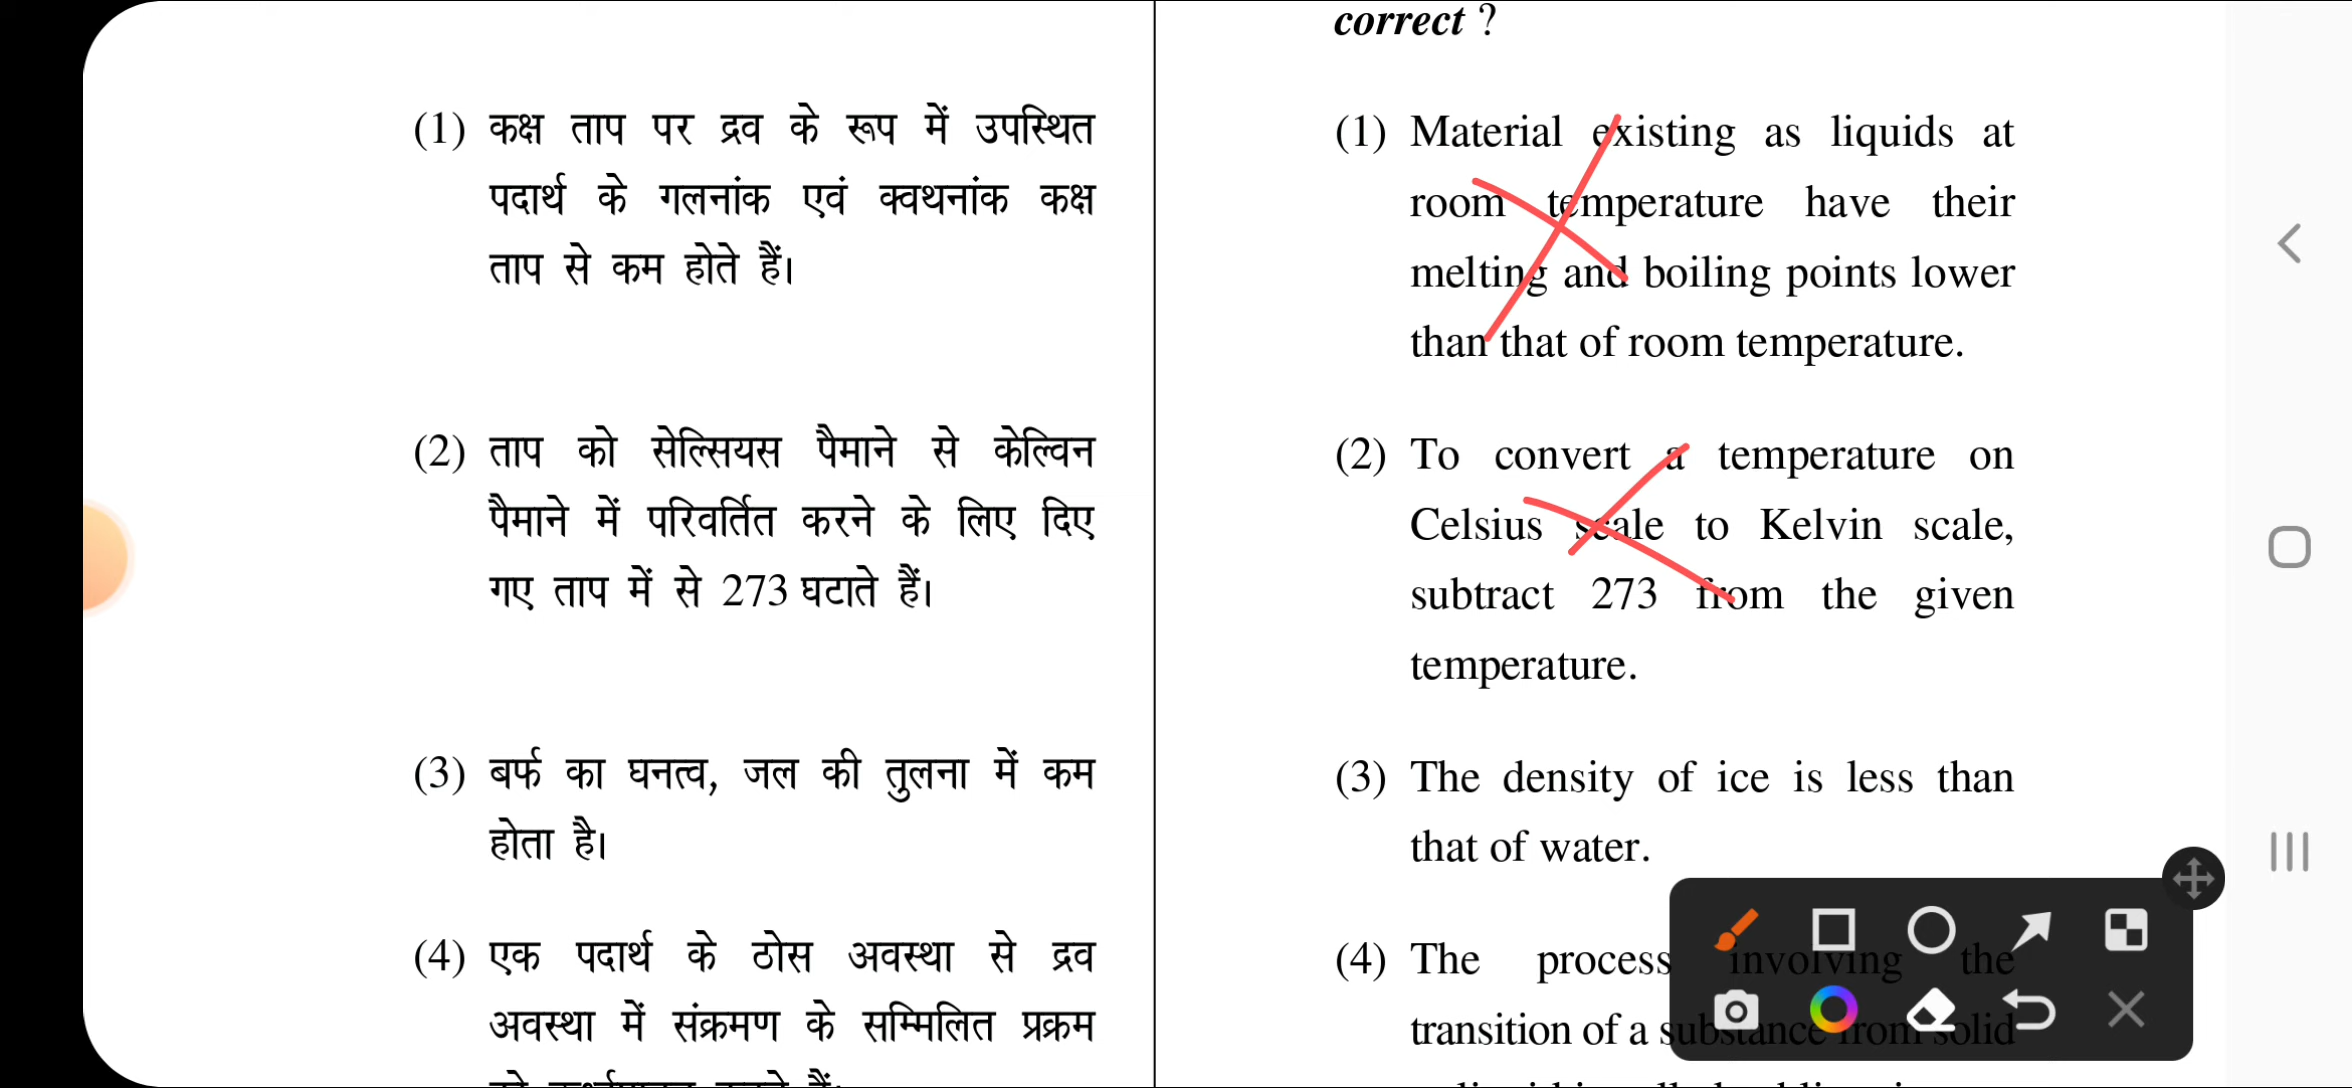 (1) कक्ष ताप पर द्रव के रूप में उपस्थित
पदार्थ के गलनांक एवं क्वथनांक कक्ष
ताप से कम होते हैं।
(2) ताप को सेल्सियस पैमाने से केल्विन
पैमाने में परिवर्तित करने के लिए दिए
गए ताप में से 273 घटाते हैं।
(3) बर्फ का घनत्व, जल की तुलना में कम
होता है।
(4) एक पदार्थ के ठोस अवस्था से द्रव
अवस्था में संक्रमण के सम्मिलित प्रक्रम
correct ?
(1) Material existing as liquids at
room temperature have their
melting and boiling points lower
than that of room temperature.
(2) To convert a temperature on
Celsius scale to Kelvin scale,
subtract 273 from the given
temperature.
(3) The density of ice is less than
that of water.
(4) The process involving the
transition of a substance from solid